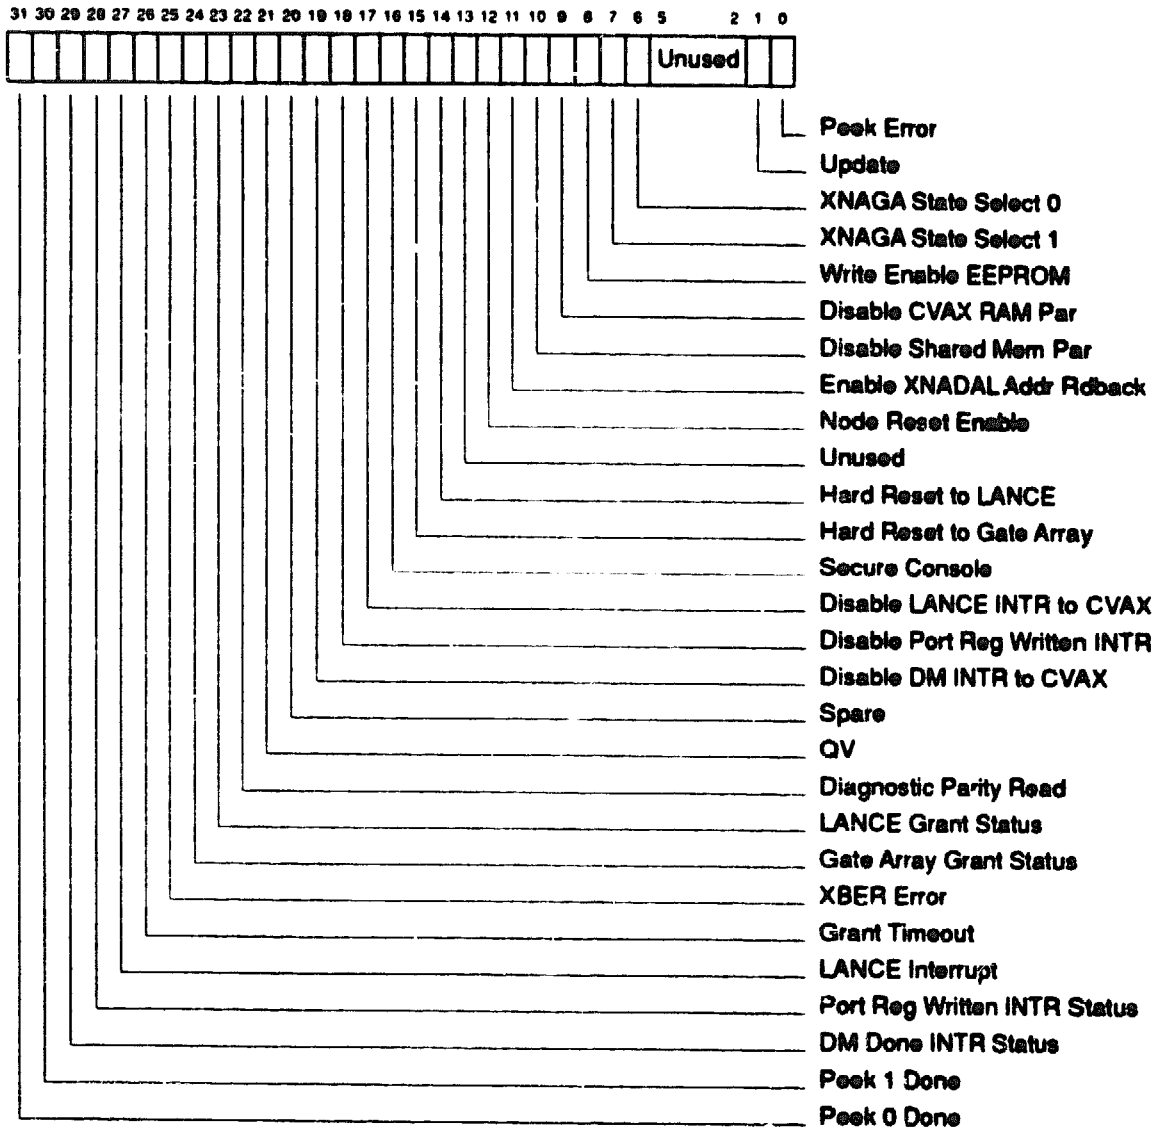 31 30 29 28 27 26 25 24 23 22 21 20 19 18 17 16 15 14 13 12 11 10 9 8 7 6 5 2 1 0
Unused
Peek Error
Update
XNAGA State Select 0
XNAGA State Select 1
Write Enable EEPROM
Disable CVAX RAM Par
Disable Shared Mem Par
Enable XNADAL Addr Rdback
Node Reset Enable
Unused
Hard Reset to LANCE
Hard Reset to Gate Array
Secure Console
Disable LANCE INTR to CVAX
Disable Port Reg Written INTR
Disable DM INTR to CVAX
Spare
QV
Diagnostic Parity Read
LANCE Grant Status
Gate Array Grant Status
XBER Error
Grant Timeout
LANCE Interrupt
Port Reg Written INTR Status
DM Done INTR Status
Peek 1 Done
Peek 0 Done